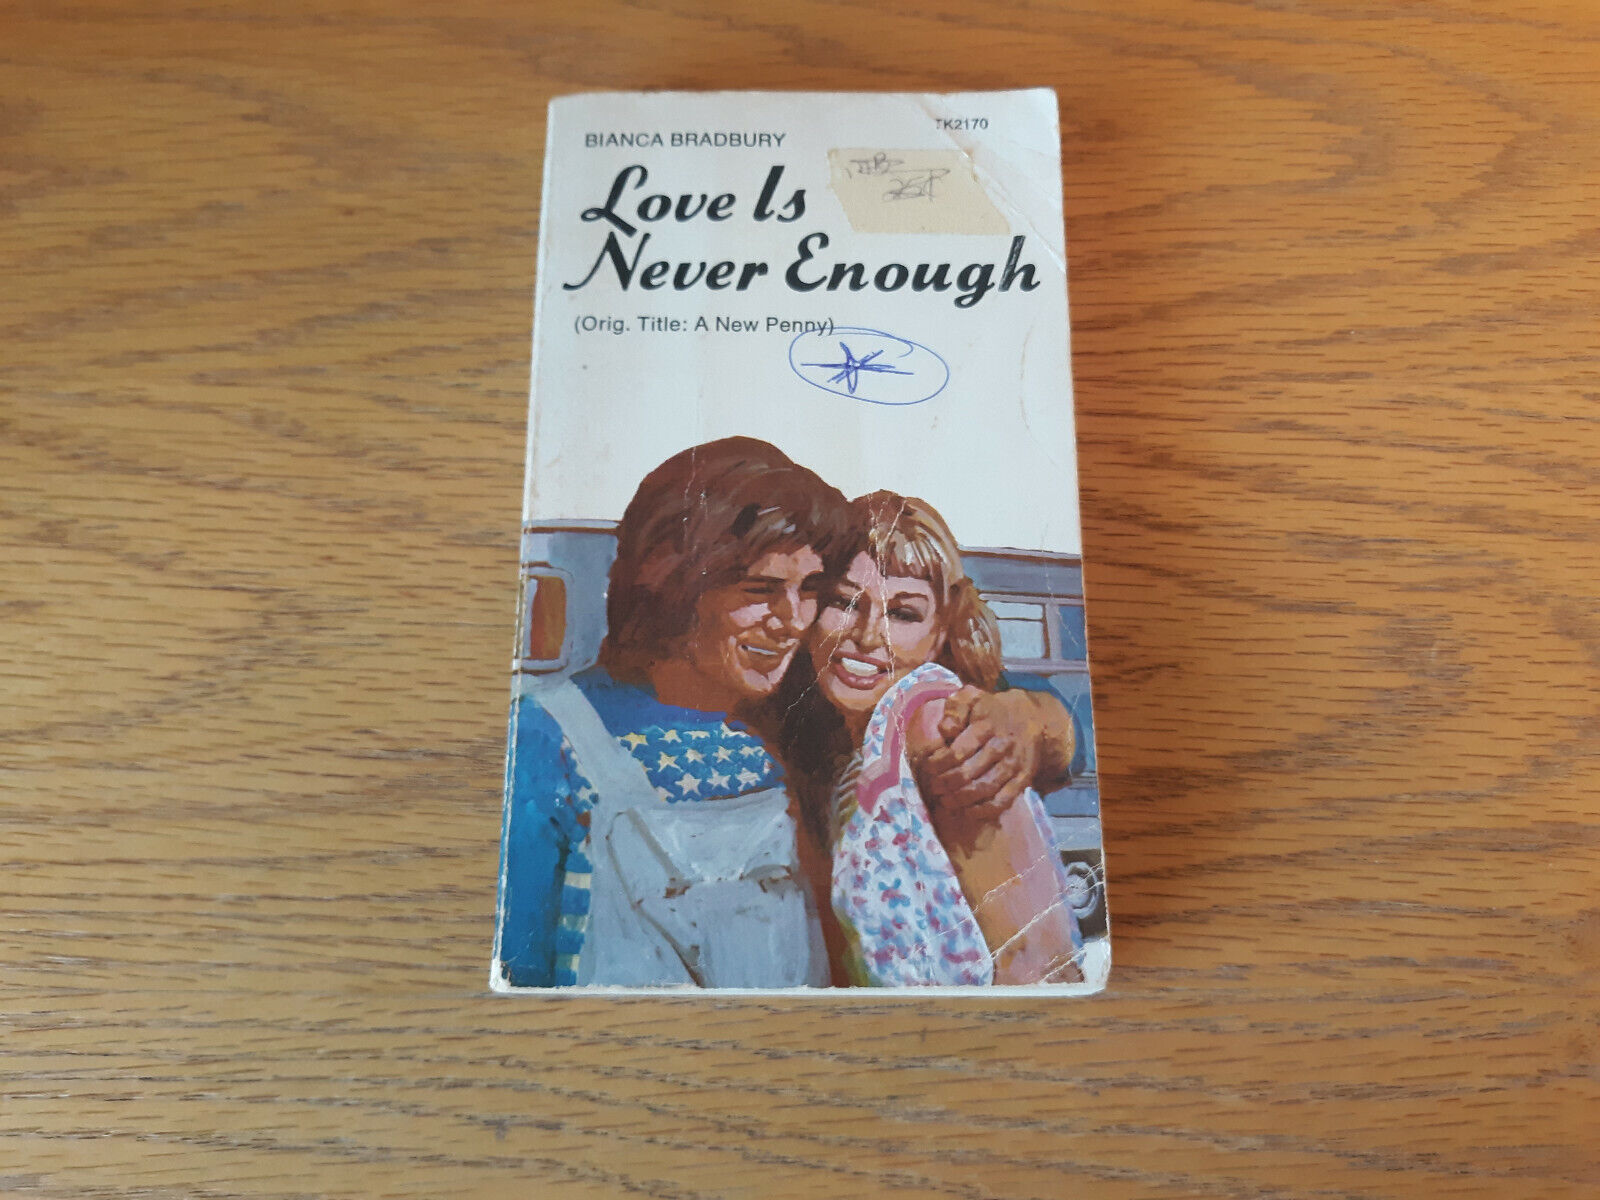 BIANCA BRADBURY
TK2170
Love Is
Never Enough
(Orig. Title: A New Penny)